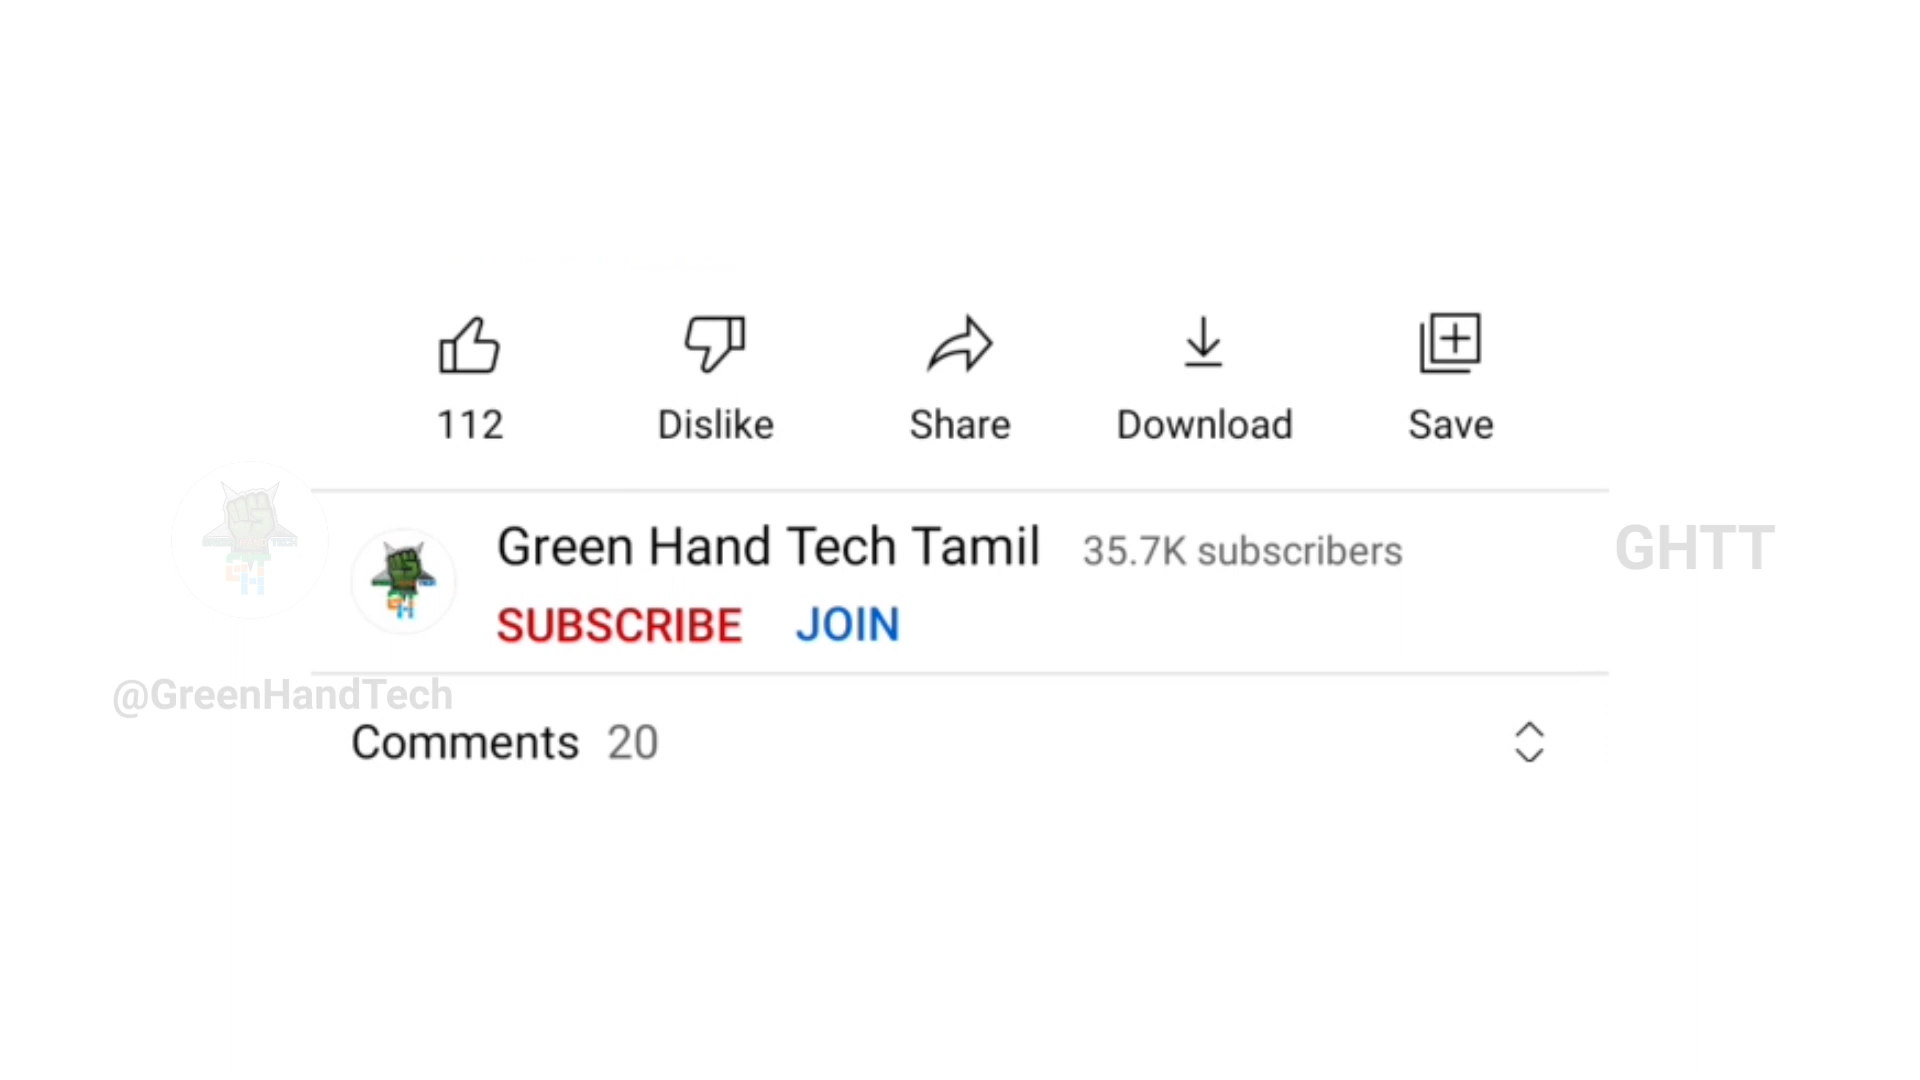 112 Dislike Share Download Save
Green Hand Tech Tamil 35.7K subscribers
GHTT
SUBSCRIBE JOIN
@GreenHandTech
Comments 20